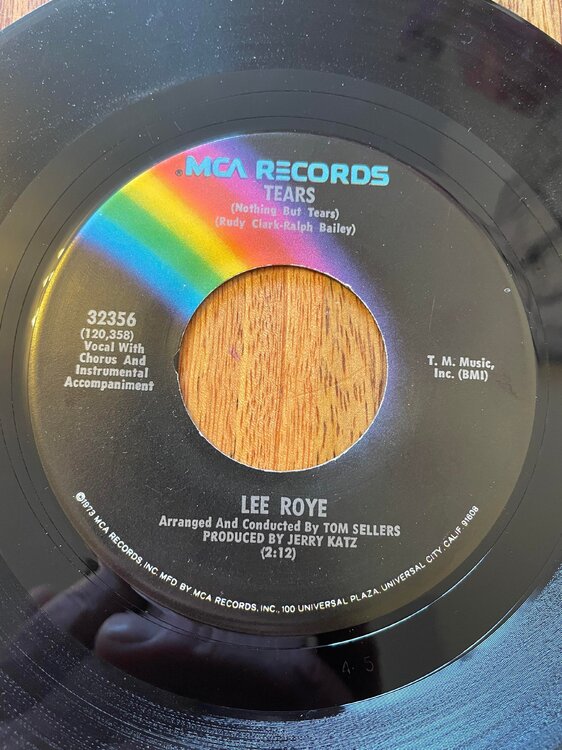 ®MCA RECORDS
TEARS
(Nothing But Tears)
(Rudy Clark-Ralph Bailey)
32356
(120,358)
Vocal With
Chorus And
Instrumental
Accompaniment
T. M. Music,
Inc. (BMI)
LEE ROYE
Arranged And Conducted By TOM SELLERS
PRODUCED BY JERRY KATZ
(2:12)
©1973 MCA RECORDS, INC. MFD BY MCA RECORDS, INC., 100 UNIVERSAL PLAZA, UNIVERSAL CITY, CALIF. 91608
45